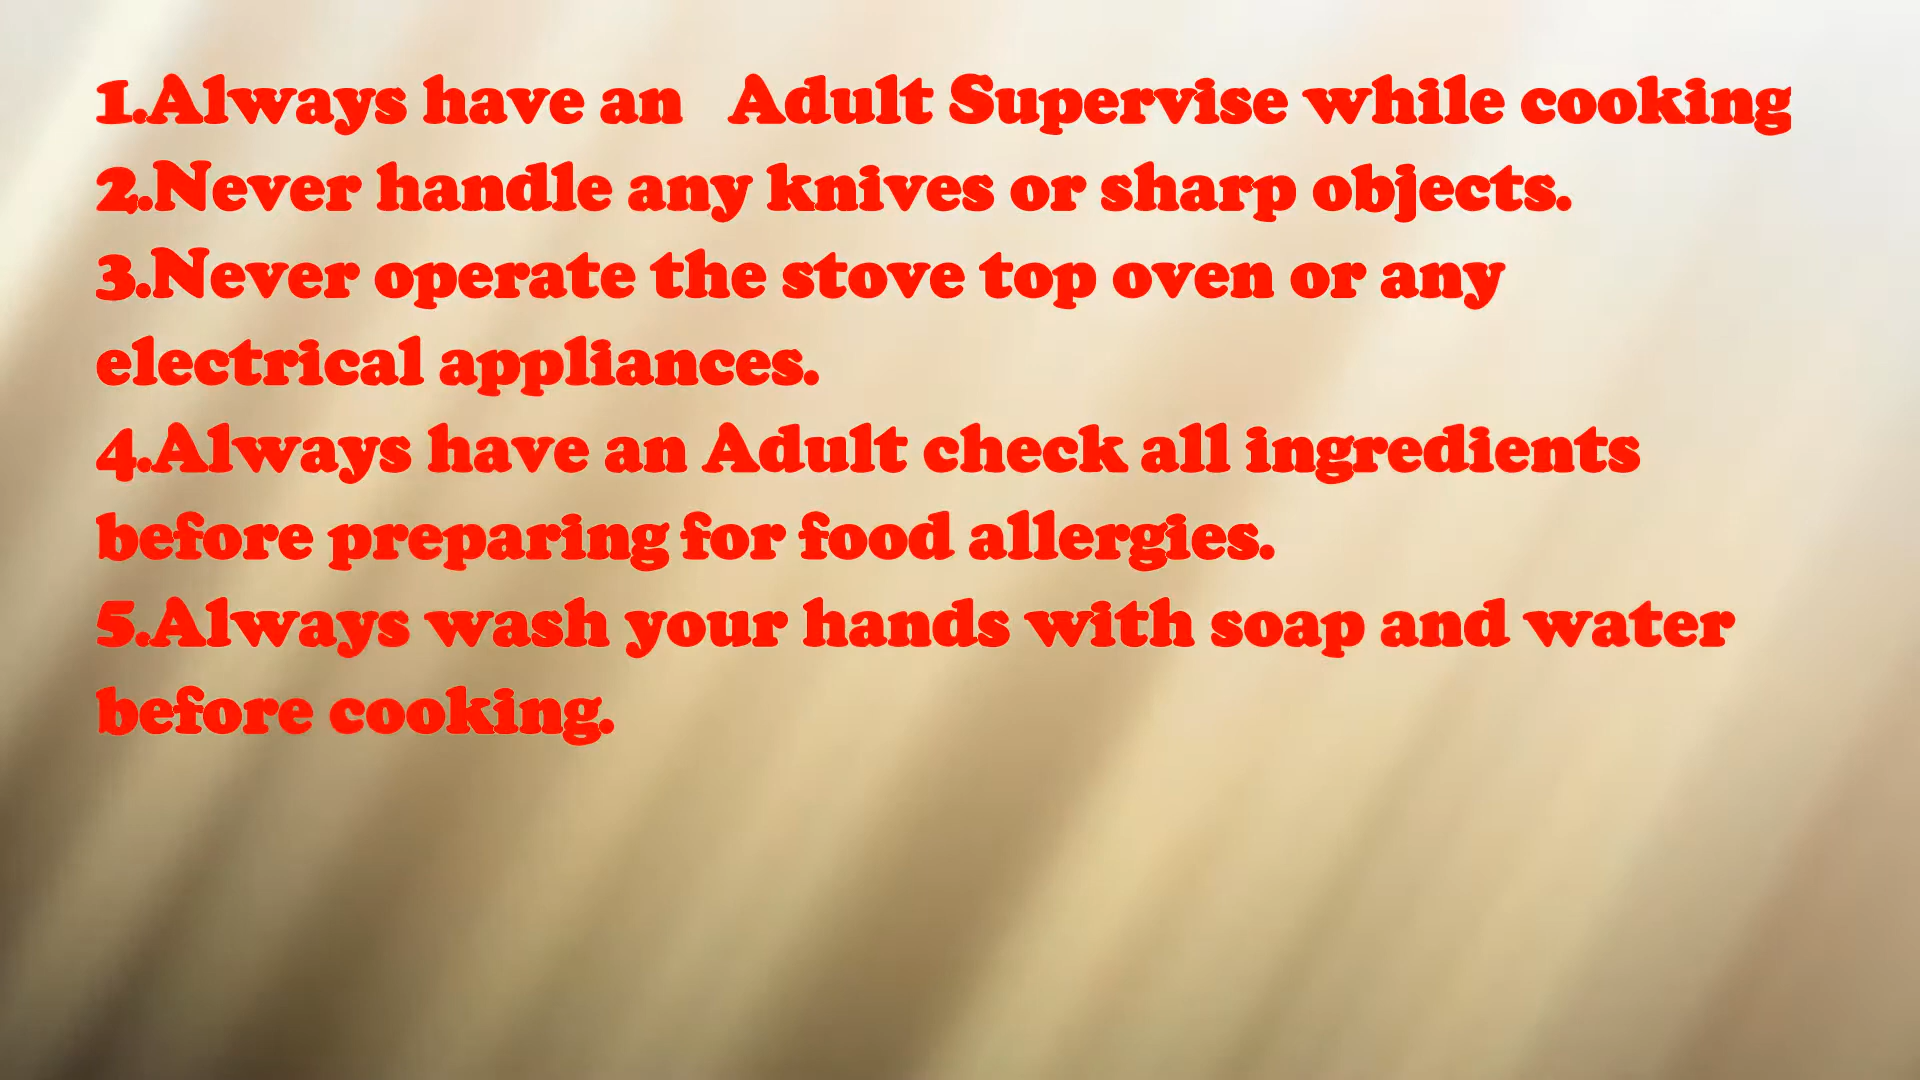 1.Always have an   Adult Supervise while cooking
2.Never handle any knives or sharp objects.
3.Never operate the stove top oven or any
electrical appliances.
4.Always have an Adult check all ingredients
before preparing for food allergies.
5.Always wash your hands with soap and water
before cooking.